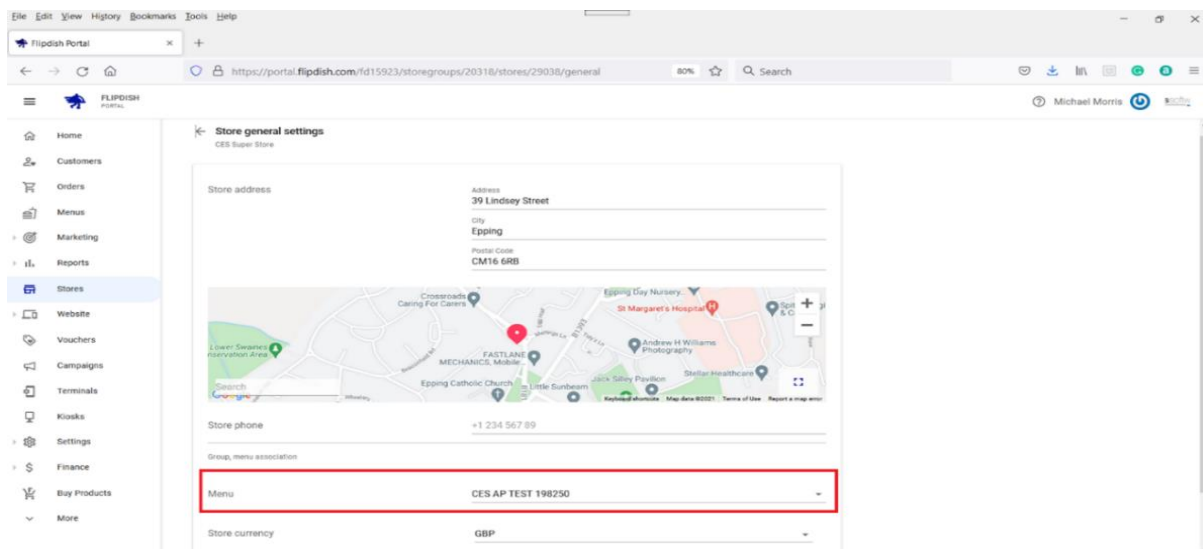 File Edit View History Bookmarks Tools Help
Flipdish Portal
https://portal.flipdish.com/fd15923/storegroups/20318/stores/29038/general
80%
Search
FLIPDISH
PORTAL
Michael Morris
Home
Customers
Orders
Menus
Marketing
Reports
Stores
Website
Vouchers
Campaigns
Terminals
Kiosks
Settings
Finance
Buy Products
More
Store general settings
CES Super Store
Store address
Address
39 Lindsey Street
City
Epping
Postal Code
CM16 6RB
Crossroads
Caring For Carers
Epping Day Nursery..
St Margaret's Hospital
Lower Swaines
Andrew H Williams
Photography
FASTLANE
MECHANICS, Mobile..
Epping Catholic Church
Little Sunbeam
Jack Silley Pavilion
Stellar Healthcare
Search
Google
Keyboard shortcuts Map data ©2021 Terms of Use Report a map error
Store phone
+1 234 567 89
Group, menu association
Menu
CES AP TEST 198250
Store currency
GBP